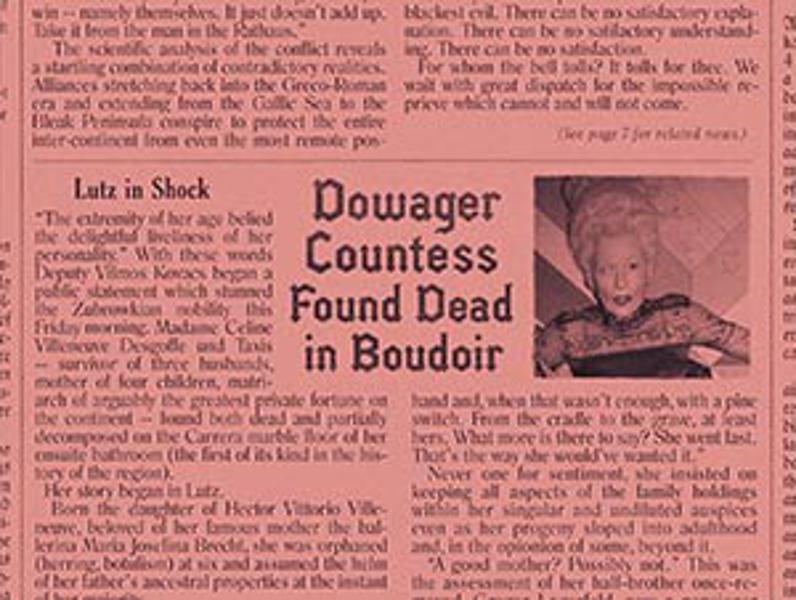 win — namely themselves. It just doesn't add up.
Take it from the man in the Rathaus."
The scientific analysis of the conflict reveals
a startling combination of contradictory realities.
Alliances stretching back into the Greco-Roman
era and extending from the Gallic Sea to the
Bleak Peninsula conspire to protect the entire
inter-continent from even the most remote pos-
blackest evil. There can be no satisfactory expla-
nation. There can be no satifactory understand-
ing. There can be no satisfaction.
For whom the bell tolls? It tolls for thee. We
wait with great dispatch for the impossible re-
prieve which cannot and will not come.
(See page 7 for related news.)
Lutz in Shock
"The extremity of her age belied
the delightful liveliness of her
personality." With these words
Deputy Vilmos Kovacs began a
public statement which stunned
the Zubrowkian nobility this
Friday morning. Madame Celine
Villeneuve Desgoffe und Taxis
— survivor of three husbands,
mother of four children, matri-
arch of arguably the greatest private fortune on
the continent — found both dead and partially
decomposed on the Carrera marble floor of her
ensuite bathroom (the first of its kind in the his-
tory of the region).
Her story began in Lutz.
Born the daughter of Hector Vittorio Ville-
neuve, beloved of her famous mother the bal-
lerina Maria Josefina Brecht, she was orphaned
(herring, botulism) at six and assumed the helm
of her father's ancestral properties at the instant
of her majority.
Dowager
Countess
Found Dead
in Boudoir
hand and, when that wasn't enough, with a pine
switch. From the cradle to the grave, at least
hers. What more is there to say? She went last.
That's the way she would've wanted it."
Never one for sentiment, she insisted on
keeping all aspects of the family holdings
within her singular and undiluted auspices
even as her progeny sloped into adulthood
and, in the opionion of some, beyond it.
"A good mother? Possibly not." This was
the assessment of her half-brother once-re-